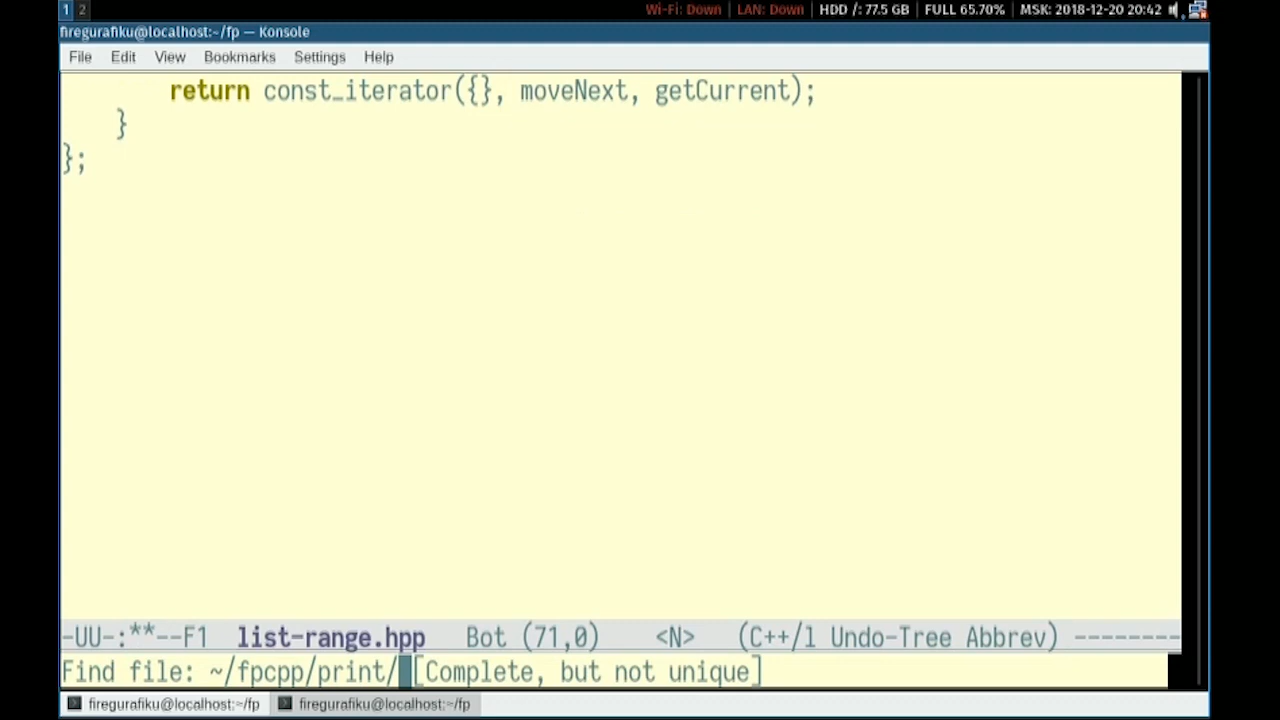 1 2 Wi-Fi: Down | LAN: Down | HDD /: 77.5 GB | FULL 65.70% | MSK: 2018-12-20 20:42
firegurafiku@localhost:~/fp — Konsole
File Edit View Bookmarks Settings Help
return const_iterator({}, moveNext, getCurrent);
}
};
-UU-:**--F1 list-range.hpp Bot (71,0) <N> (C++/l Undo-Tree Abbrev) --------
Find file: ~/fpcpp/print/ [Complete, but not unique]
firegurafiku@localhost:~/fp firegurafiku@localhost:~/fp